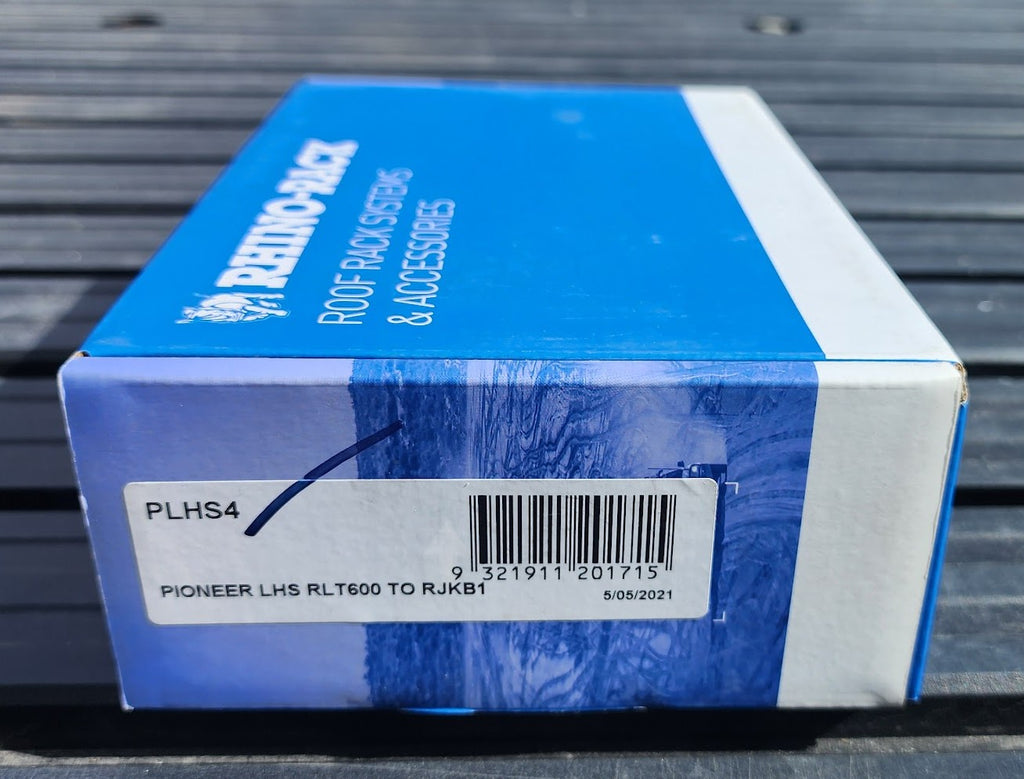 RHINO-RACK
ROOF RACK SYSTEMS
& ACCESSORIES
PLHS4
9 321911 201715
PIONEER LHS RLT600 TO RJKB1
5/05/2021